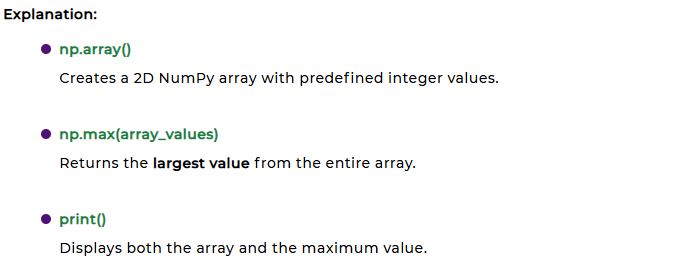 Explanation:
np.array()
Creates a 2D NumPy array with predefined integer values.
np.max(array_values)
Returns the largest value from the entire array.
print()
Displays both the array and the maximum value.